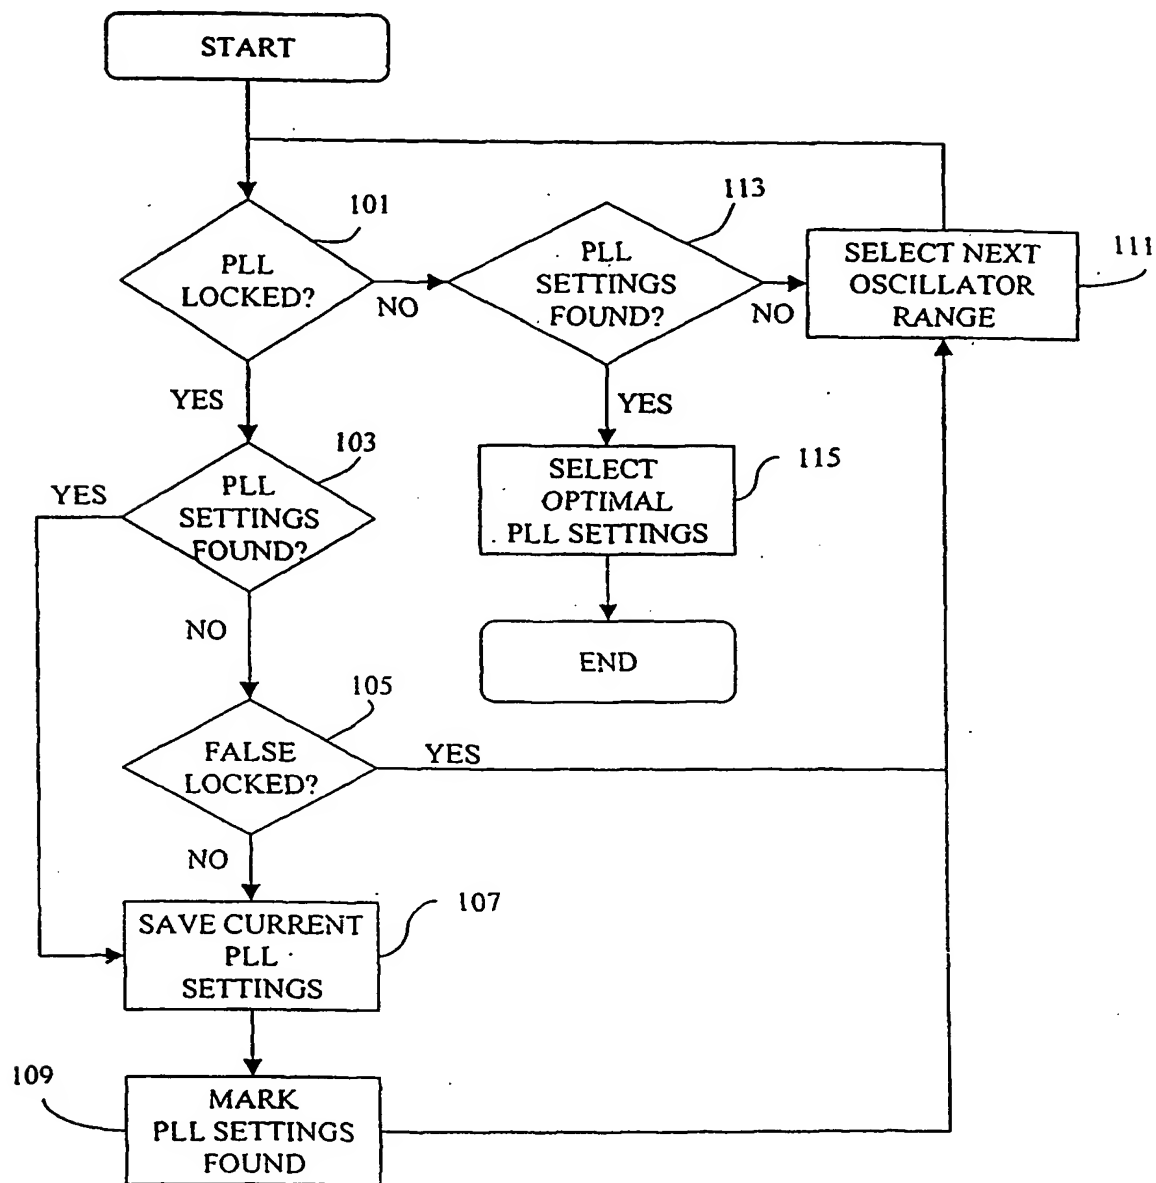 START
101
113
PLL
LOCKED?
NO
PLL
SETTINGS
FOUND?
NO
SELECT NEXT
OSCILLATOR
RANGE
111
YES
YES
103
YES
PLL
SETTINGS
FOUND?
SELECT
OPTIMAL
PLL SETTINGS
115
NO
END
105
FALSE
LOCKED?
YES
NO
SAVE CURRENT
PLL
SETTINGS
107
109
MARK
PLL SETTINGS
FOUND